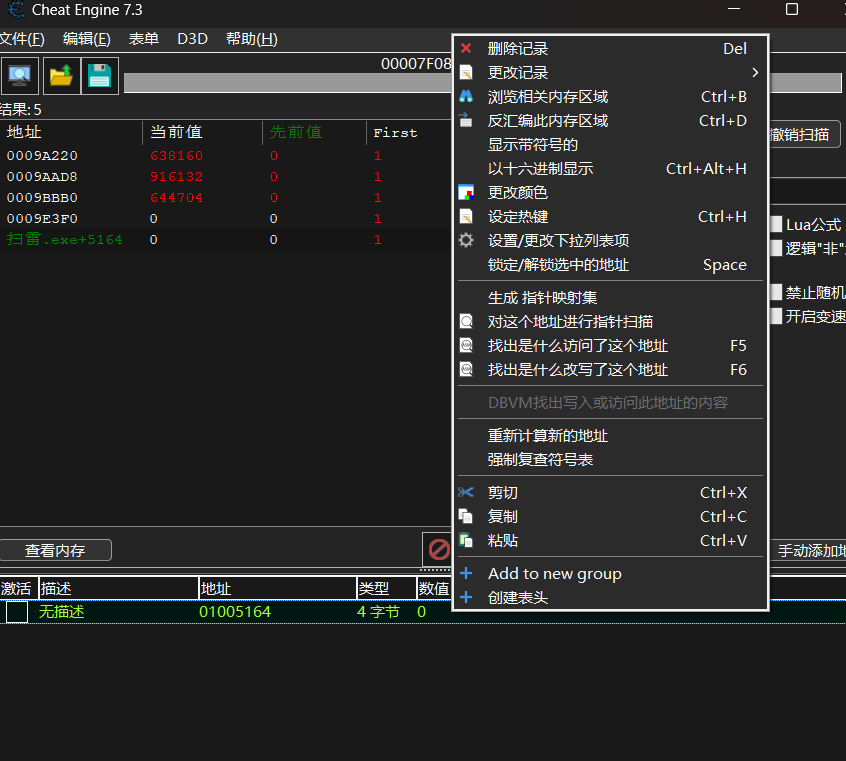 Cheat Engine 7.3
文件(F) 编辑(E) 表单 D3D 帮助(H)
00007F08
结果: 5
地址 当前值 先前值 First
0009A220 638160 0 1
0009AAD8 916132 0 1
0009BBB0 644704 0 1
0009E3F0 0 0 1
扫雷.exe+5164 0 0 1
删除记录 Del
更改记录
浏览相关内存区域 Ctrl+B
反汇编此内存区域 Ctrl+D
显示带符号的
以十六进制显示 Ctrl+Alt+H
更改颜色
设定热键 Ctrl+H
设置/更改下拉列表项
锁定/解锁选中的地址 Space
生成 指针映射集
对这个地址进行指针扫描
找出是什么访问了这个地址 F5
找出是什么改写了这个地址 F6
DBVM找出写入或访问此地址的内容
重新计算新的地址
强制复查符号表
剪切 Ctrl+X
复制 Ctrl+C
粘贴 Ctrl+V
Add to new group
创建表头
撤销扫描
Lua公式
逻辑"非"
禁止随机
开启变速
查看内存
手动添加地
激活 描述 地址 类型 数值
无描述 01005164 4 字节 0